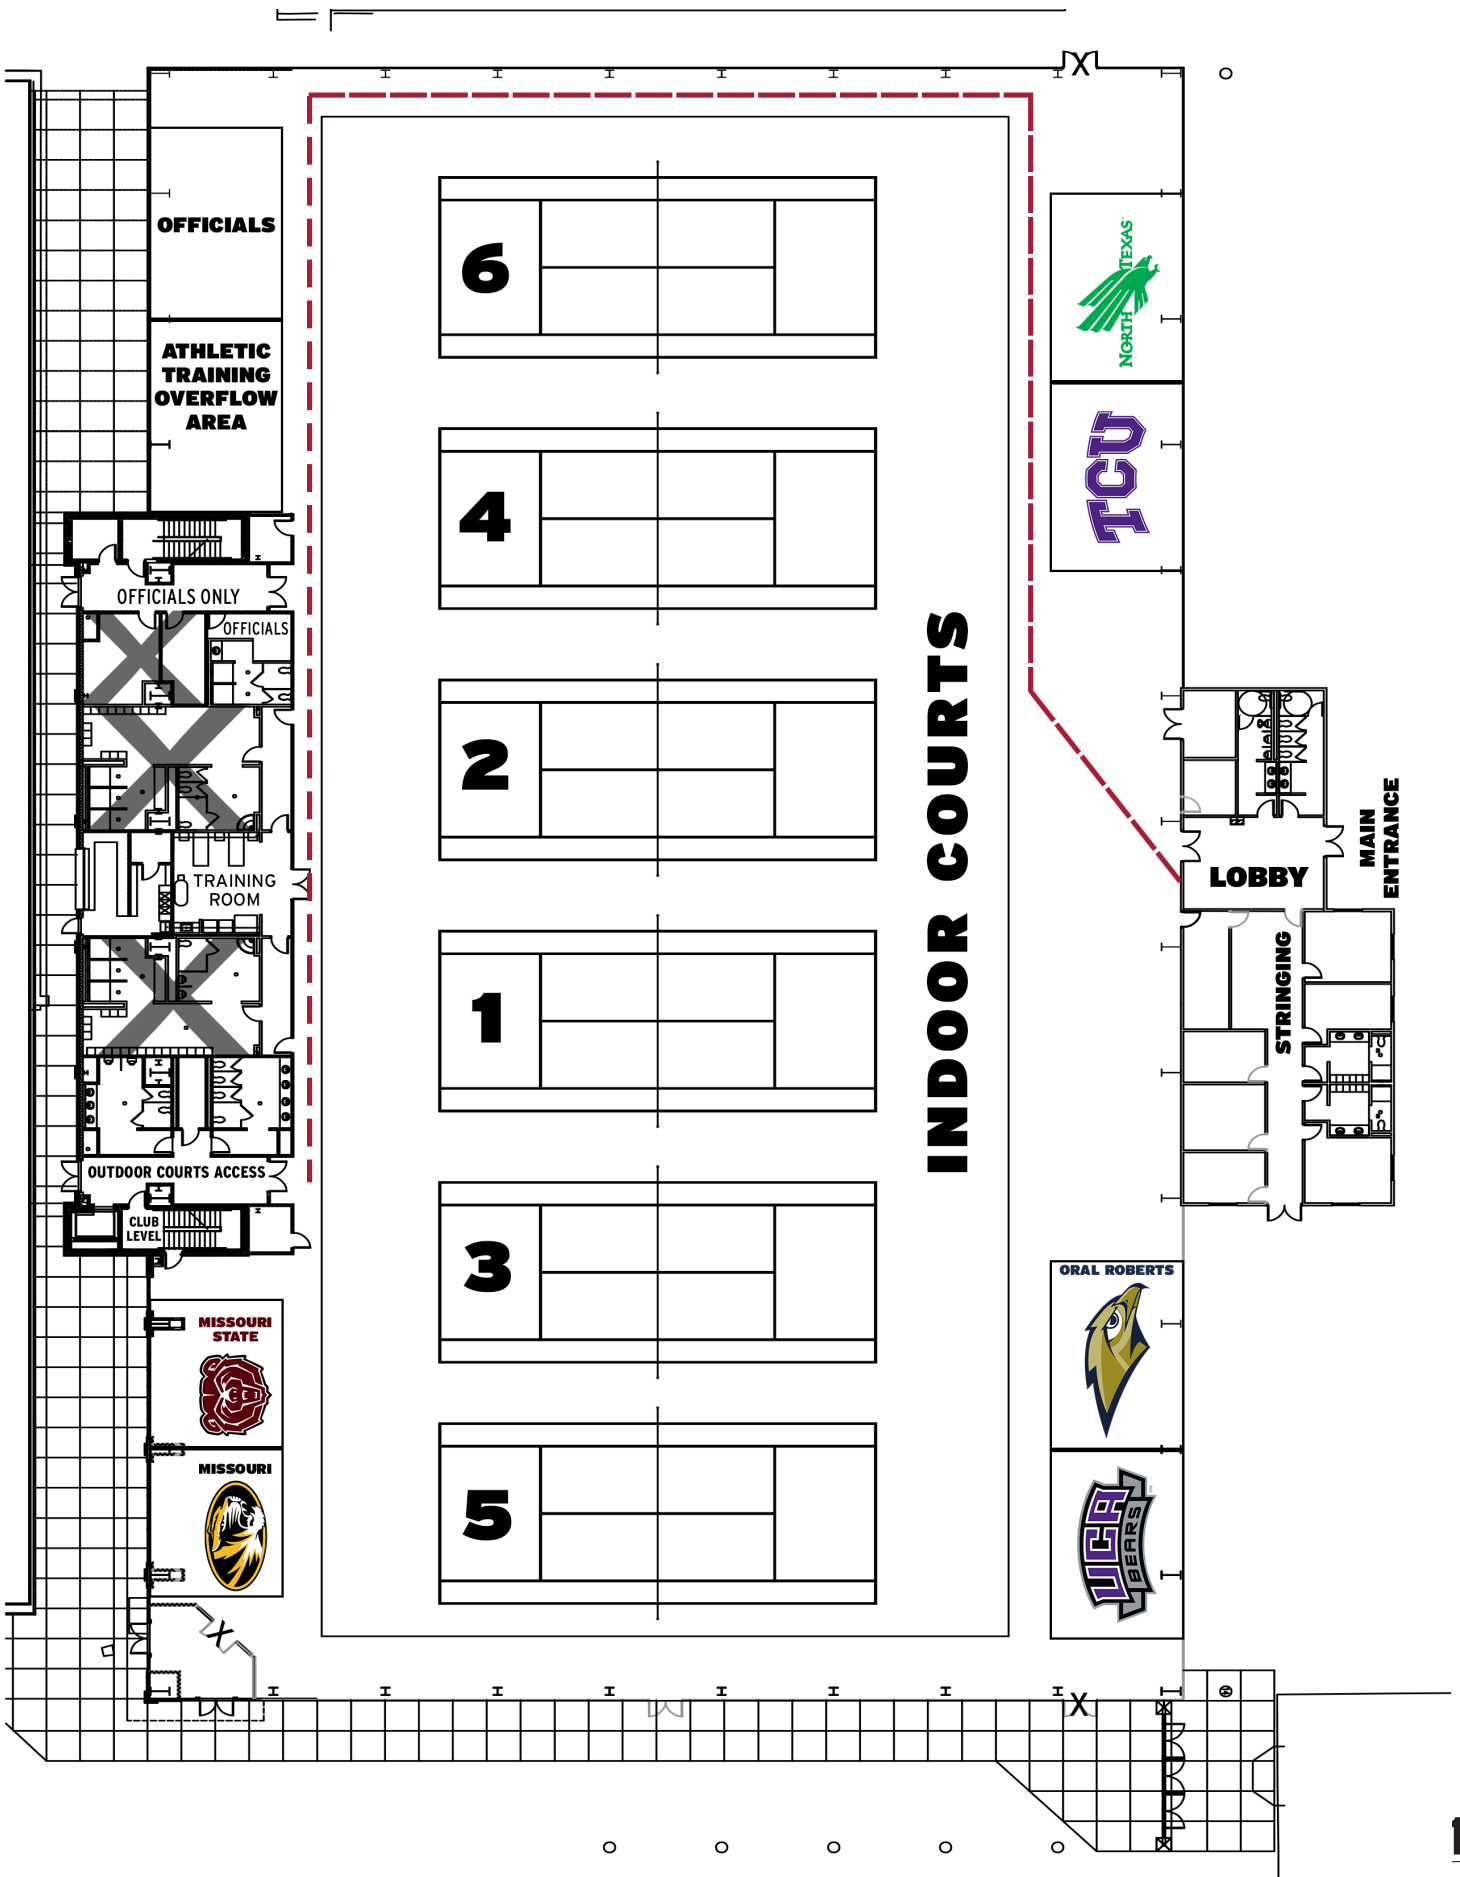 X
OFFICIALS
6
NORTH TEXAS
ATHLETIC
TRAINING
OVERFLOW
AREA
4
TCU
OFFICIALS ONLY
OFFICIALS
2
INDOOR COURTS
TRAINING
ROOM
LOBBY
MAIN
ENTRANCE
1
STRINGING
OUTDOOR COURTS ACCESS
CLUB
LEVEL
3
ORAL ROBERTS
MISSOURI
STATE
MISSOURI
5
UCA
BEARS
X
X